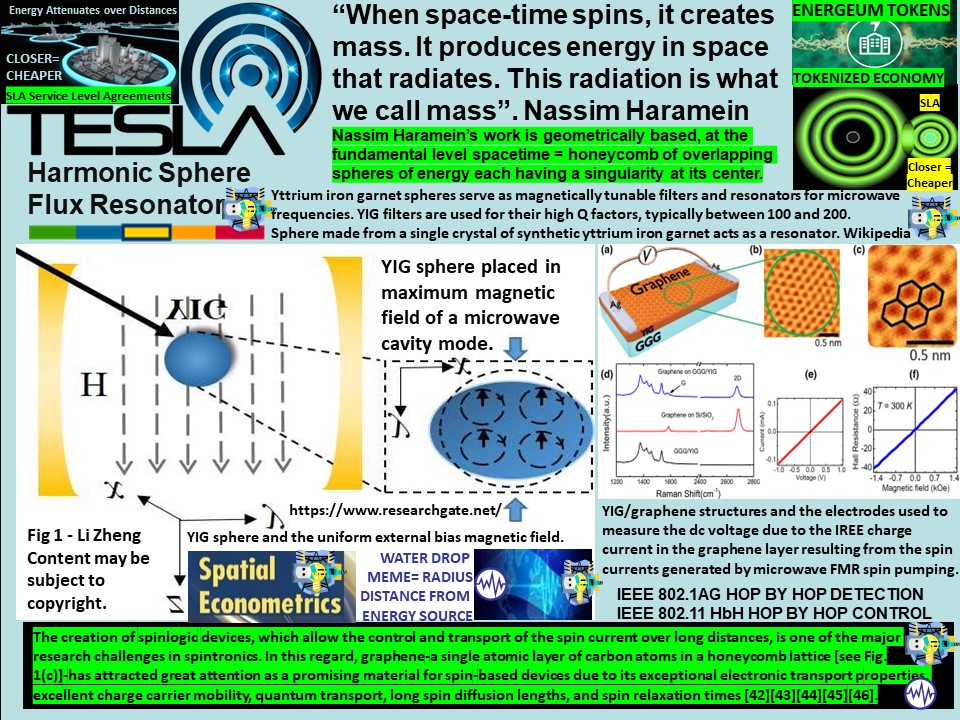 Energy Attenuates over Distances
CLOSER=
CHEAPER
SLA Service Level Agreements
TESLA
Harmonic Sphere
Flux Resonator
“When space-time spins, it creates
mass. It produces energy in space
that radiates. This radiation is what
we call mass”. Nassim Haramein
Nassim Haramein’s work is geometrically based, at the
fundamental level spacetime = honeycomb of overlapping
spheres of energy each having a singularity at its center.
ENERGEUM TOKENS
TOKENIZED ECONOMY
SLA
Closer =
Cheaper
Yttrium iron garnet spheres serve as magnetically tunable filters and resonators for microwave
frequencies. YIG filters are used for their high Q factors, typically between 100 and 200.
Sphere made from a single crystal of synthetic yttrium iron garnet acts as a resonator. Wikipedia
YIG
H
YIG sphere placed in
maximum magnetic
field of a microwave
cavity mode.
https://www.researchgate.net/
YIG sphere and the uniform external bias magnetic field.
Fig 1 - Li Zheng
Content may be
subject to
copyright.
Z
(a)
V
Ag
Graphene
Ag
YIG
GGG
(b)
0.5 nm
(c)
0.5 nm
(d)
Intensity(a.u.)
Graphene on GGG/YIG
G
2D
Graphene on Si/SiO2
GGG/YIG
1200 1600 2000 2400 2800
Raman Shift(cm-1)
(e)
Current (mA)
0.1
0.0
-0.1
-1.0 -0.5 0.0 0.5 1.0
Voltage (V)
(f)
Hall Resistance (Ω)
T = 300 K
40
20
0
-20
-40
-1.4 -0.7 0.0 0.7 1.4
Magnetic field (kOe)
YIG/graphene structures and the electrodes used to
measure the dc voltage due to the IREE charge
current in the graphene layer resulting from the spin
currents generated by microwave FMR spin pumping.
Spatial
Econometrics
WATER DROP
MEME= RADIUS
DISTANCE FROM
ENERGY SOURCE
IEEE 802.1AG HOP BY HOP DETECTION
IEEE 802.11 HbH HOP BY HOP CONTROL
The creation of spinlogic devices, which allow the control and transport of the spin current over long distances, is one of the major
research challenges in spintronics. In this regard, graphene-a single atomic layer of carbon atoms in a honeycomb lattice [see Fig.
1(c)]-has attracted great attention as a promising material for spin-based devices due to its exceptional electronic transport properties,
excellent charge carrier mobility, quantum transport, long spin diffusion lengths, and spin relaxation times [42][43][44][45][46].